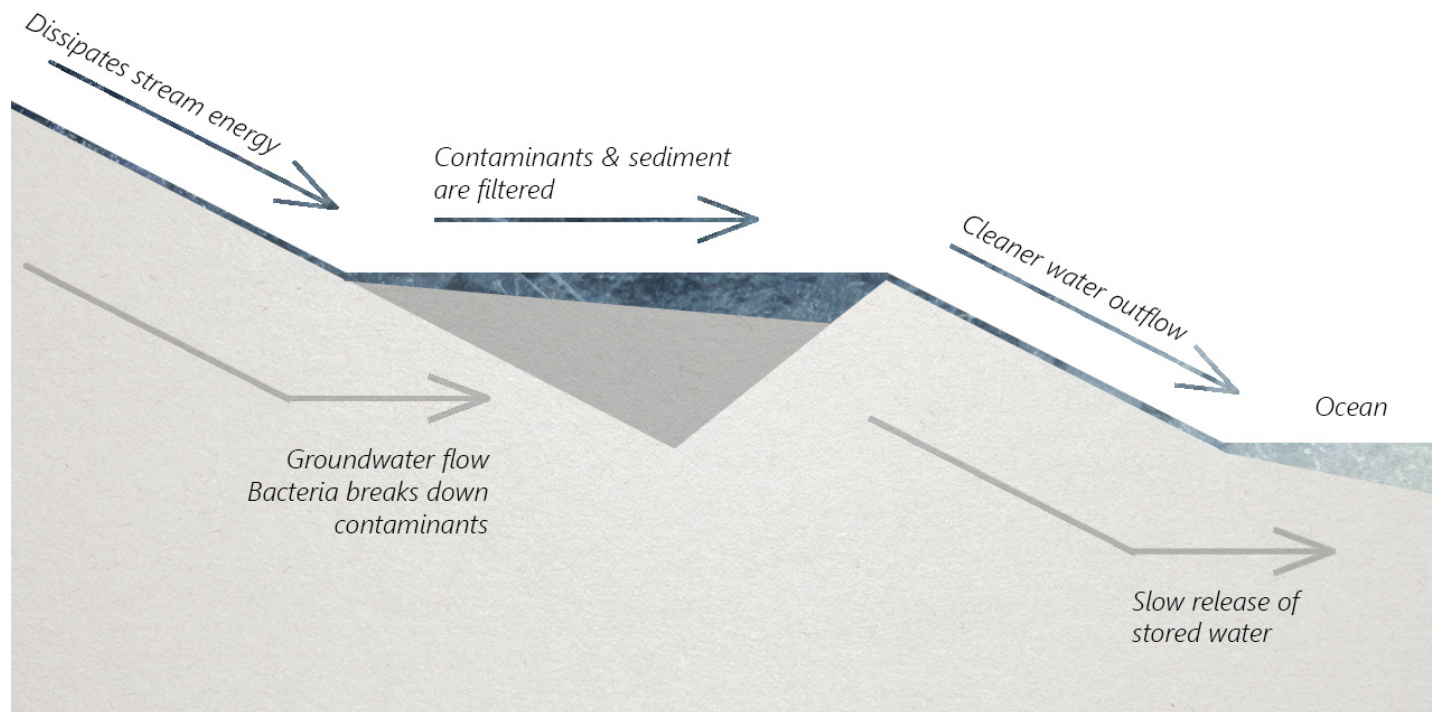 Dissipates stream energy
Contaminants & sediment
are filtered
Cleaner water outflow
Ocean
Groundwater flow
Bacteria breaks down
contaminants
Slow release of
stored water